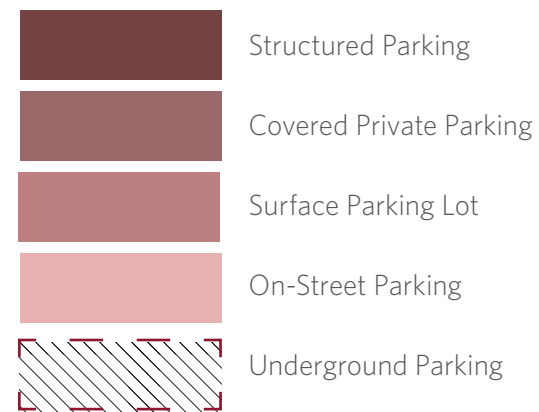 Structured Parking
Covered Private Parking
Surface Parking Lot
On-Street Parking
Underground Parking